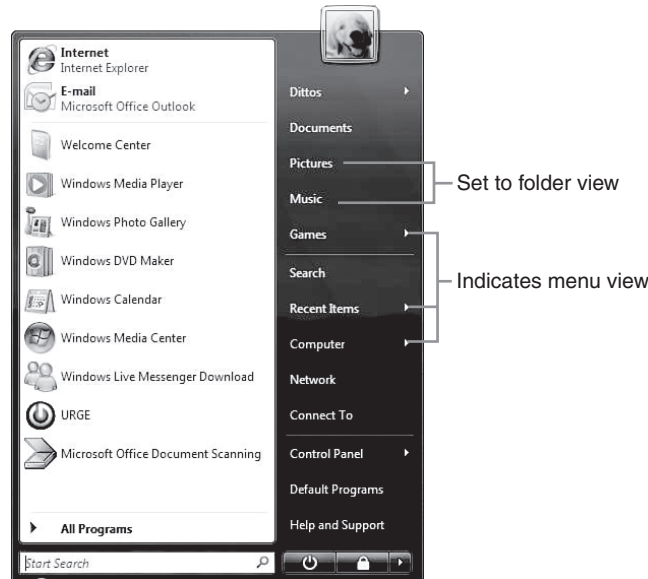 Internet
Internet Explorer
E-mail
Microsoft Office Outlook
Welcome Center
Windows Media Player
Windows Photo Gallery
Windows DVD Maker
Windows Calendar
Windows Media Center
Windows Live Messenger Download
URGE
Microsoft Office Document Scanning
All Programs
Start Search
Dittos
Documents
Pictures
Music
Games
Search
Recent Items
Computer
Network
Connect To
Control Panel
Default Programs
Help and Support
Set to folder view
Indicates menu view